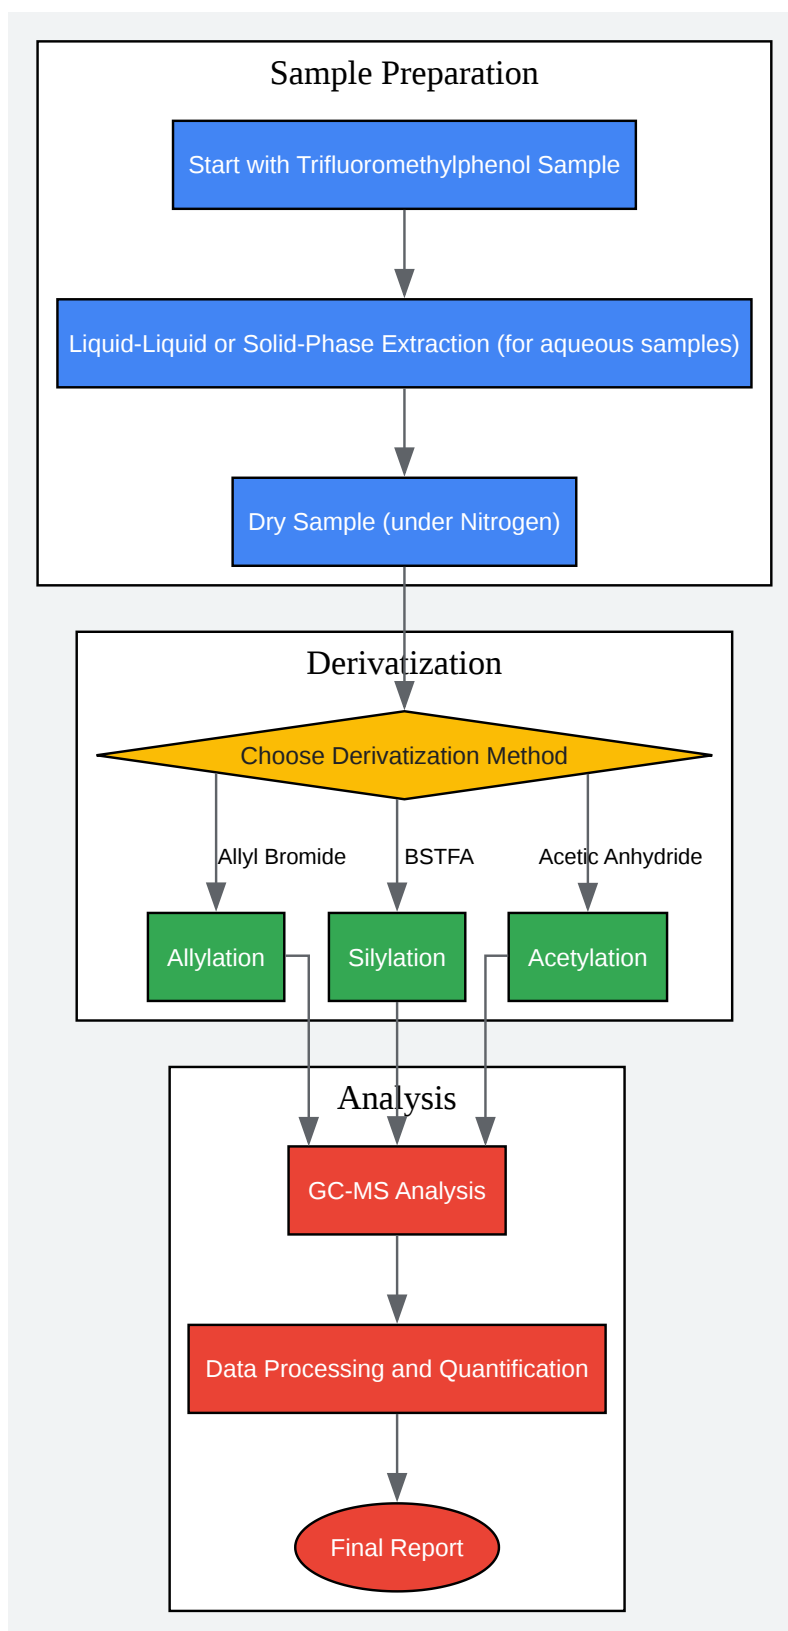 Sample Preparation
Start with Trifluoromethylphenol Sample
Liquid-Liquid or Solid-Phase Extraction (for aqueous samples)
Dry Sample (under Nitrogen)
Derivatization
Choose Derivatization Method
Allyl Bromide
BSTFA
Acetic Anhydride
Allylation
Silylation
Acetylation
Analysis
GC-MS Analysis
Data Processing and Quantification
Final Report